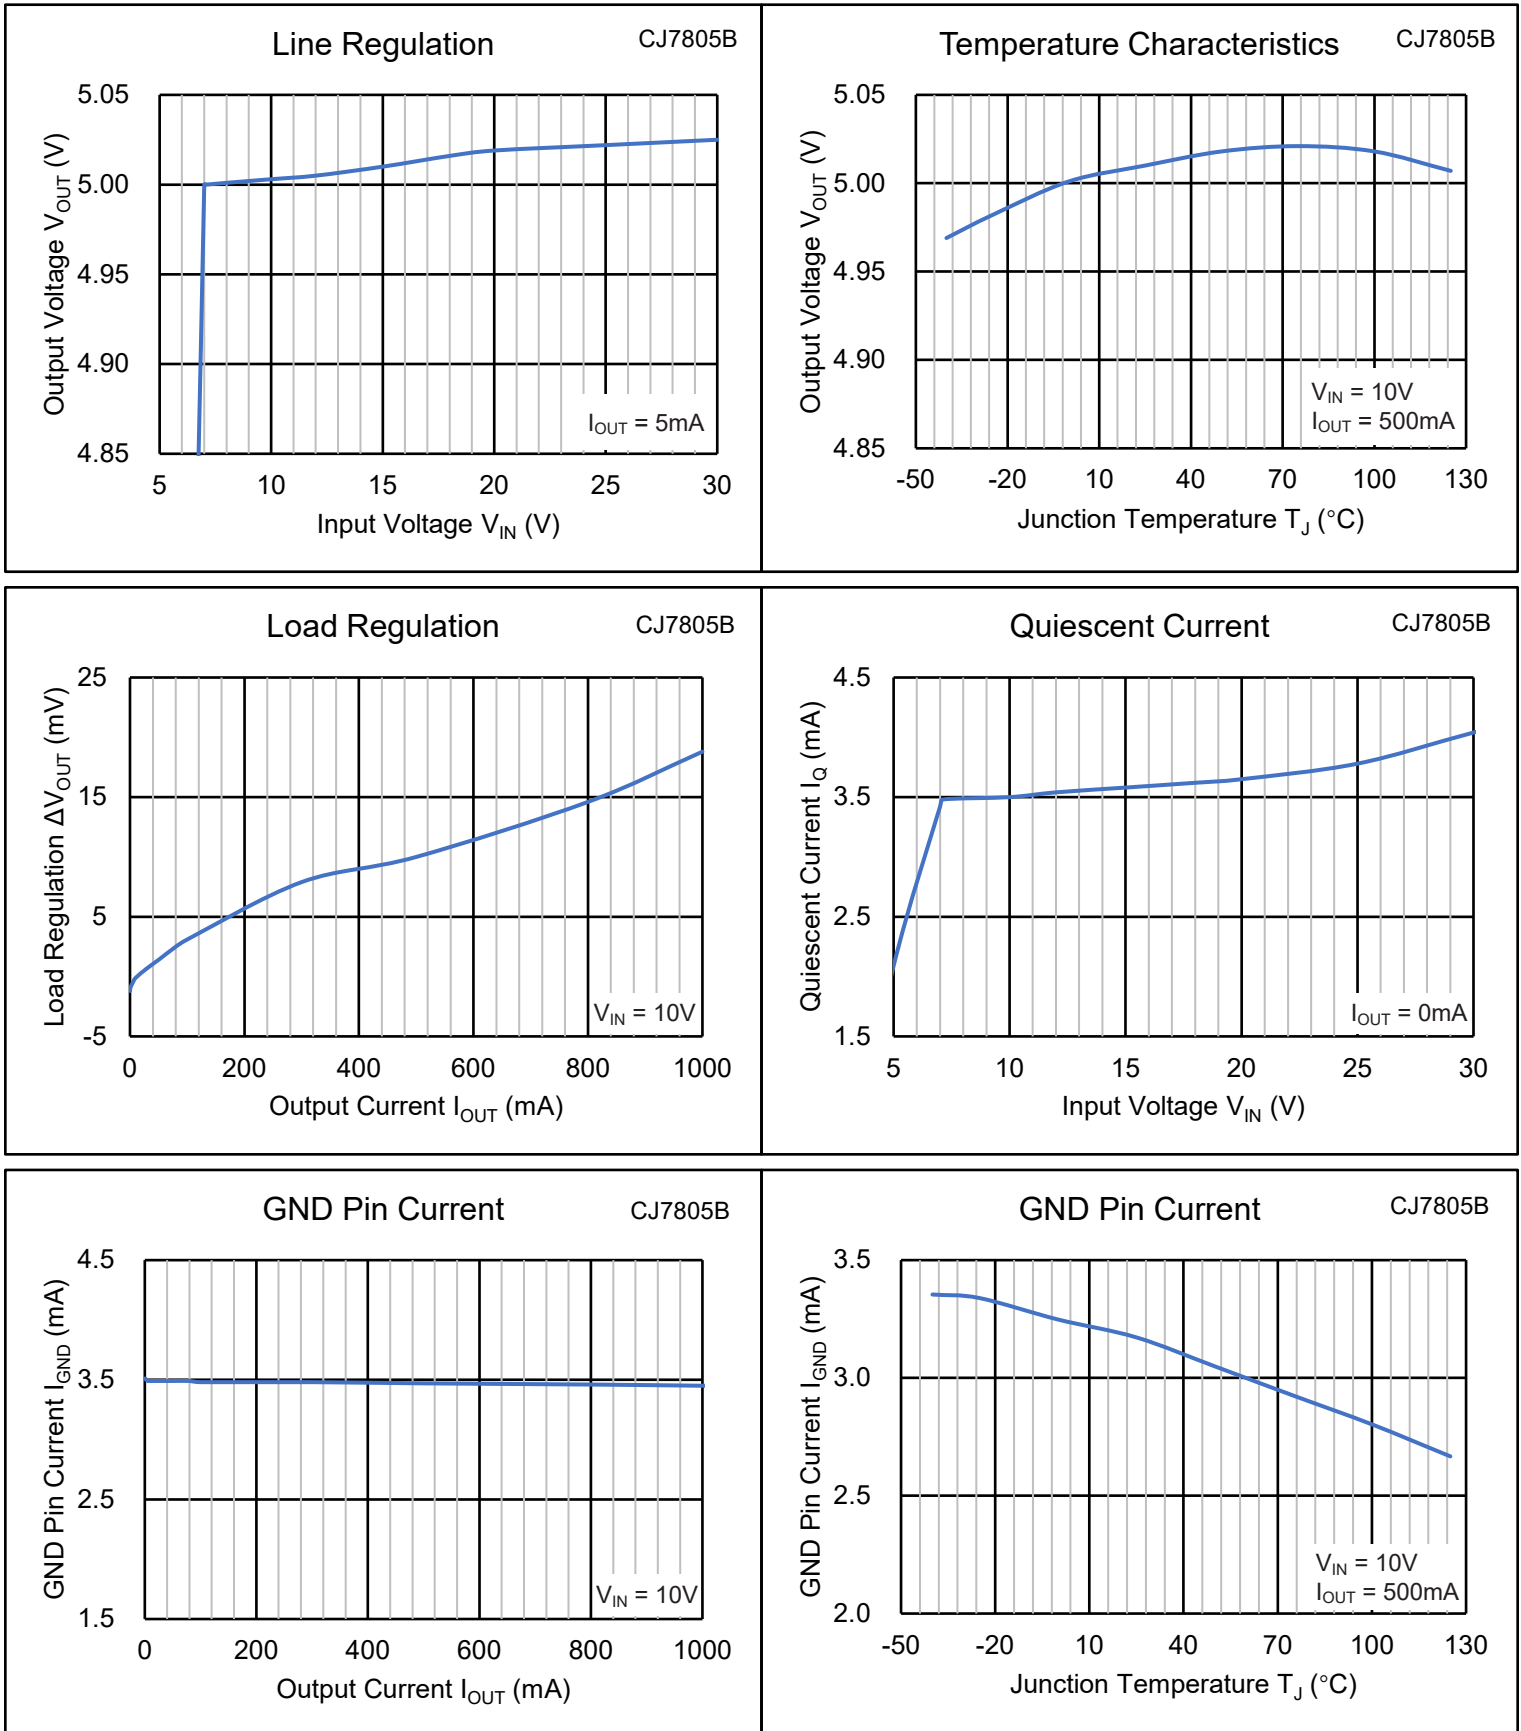 Line Regulation
CJ7805B
Output Voltage VOUT (V)
5.05
5.00
4.95
4.90
4.85
IOUT = 5mA
5 10 15 20 25 30
Input Voltage VIN (V)
Temperature Characteristics
CJ7805B
Output Voltage VOUT (V)
5.05
5.00
4.95
4.90
4.85
VIN = 10V
IOUT = 500mA
-50 -20 10 40 70 100 130
Junction Temperature TJ (°C)
Load Regulation
CJ7805B
Load Regulation ΔVOUT (mV)
25
15
5
-5
VIN = 10V
0 200 400 600 800 1000
Output Current IOUT (mA)
Quiescent Current
CJ7805B
Quiescent Current IQ (mA)
4.5
3.5
2.5
1.5
IOUT = 0mA
5 10 15 20 25 30
Input Voltage VIN (V)
GND Pin Current
CJ7805B
GND Pin Current IGND (mA)
4.5
3.5
2.5
1.5
VIN = 10V
0 200 400 600 800 1000
Output Current IOUT (mA)
GND Pin Current
CJ7805B
GND Pin Current IGND (mA)
3.5
3.0
2.5
2.0
VIN = 10V
IOUT = 500mA
-50 -20 10 40 70 100 130
Junction Temperature TJ (°C)